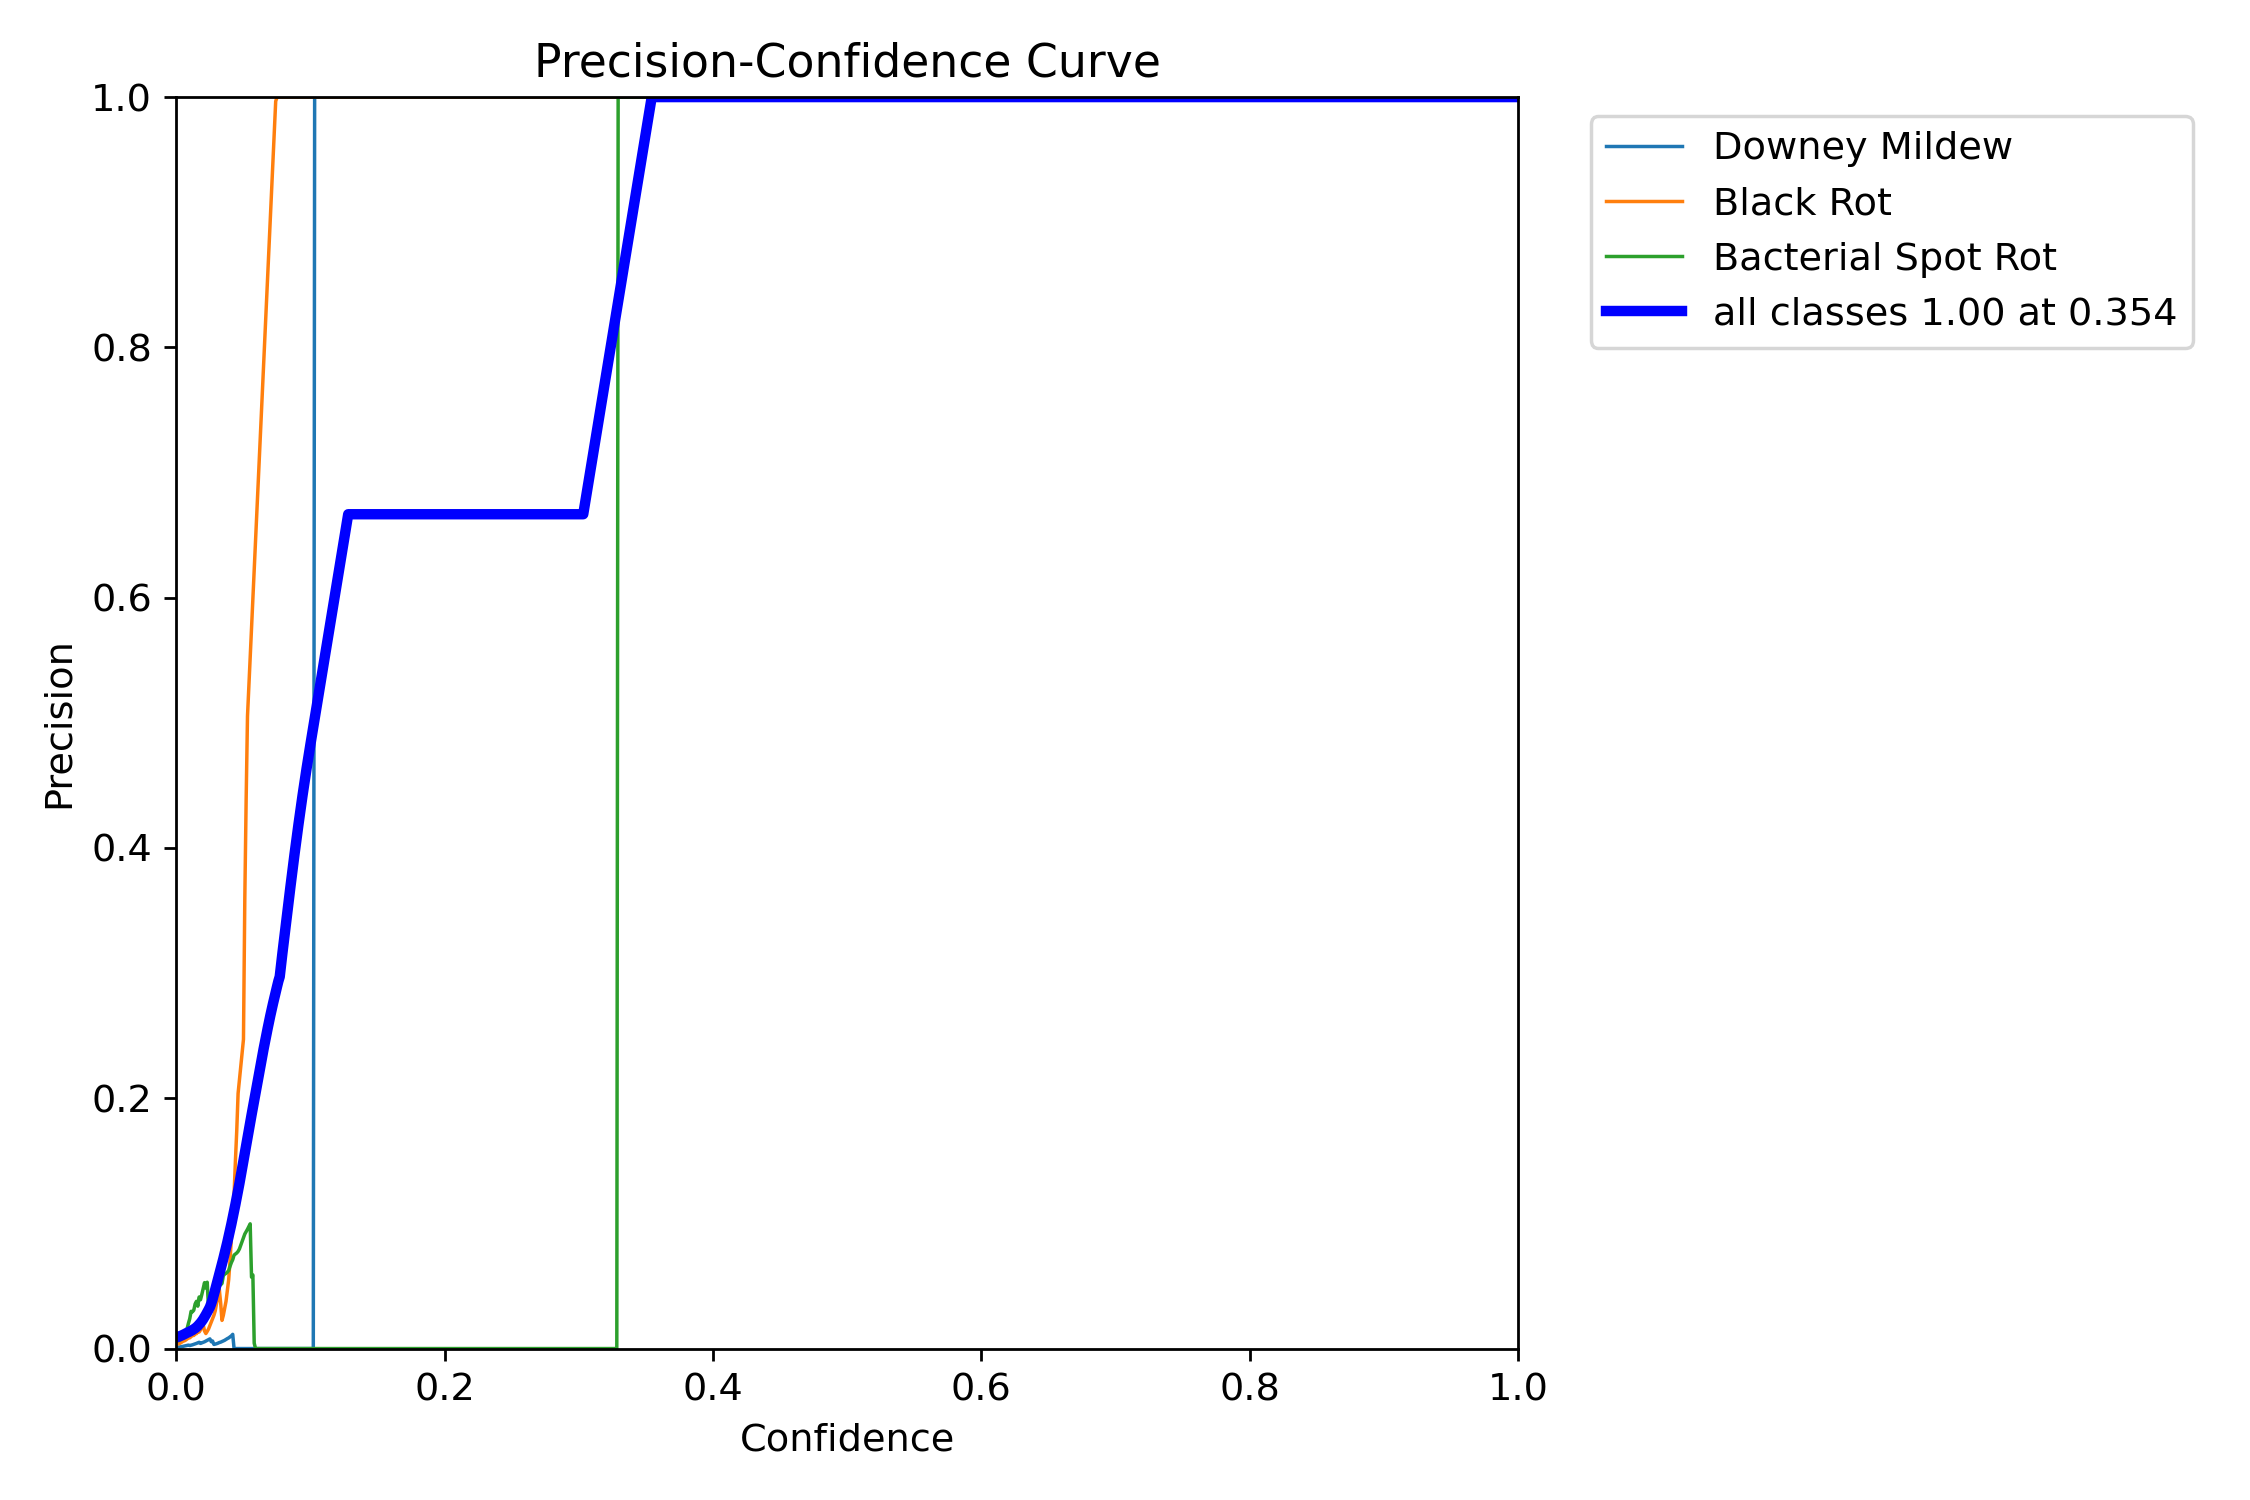 Precision-Confidence Curve
1.0
0.8
0.6
0.4
0.2
0.0
Precision
0.0 0.2 0.4 0.6 0.8 1.0
Confidence
Downey Mildew
Black Rot
Bacterial Spot Rot
all classes 1.00 at 0.354